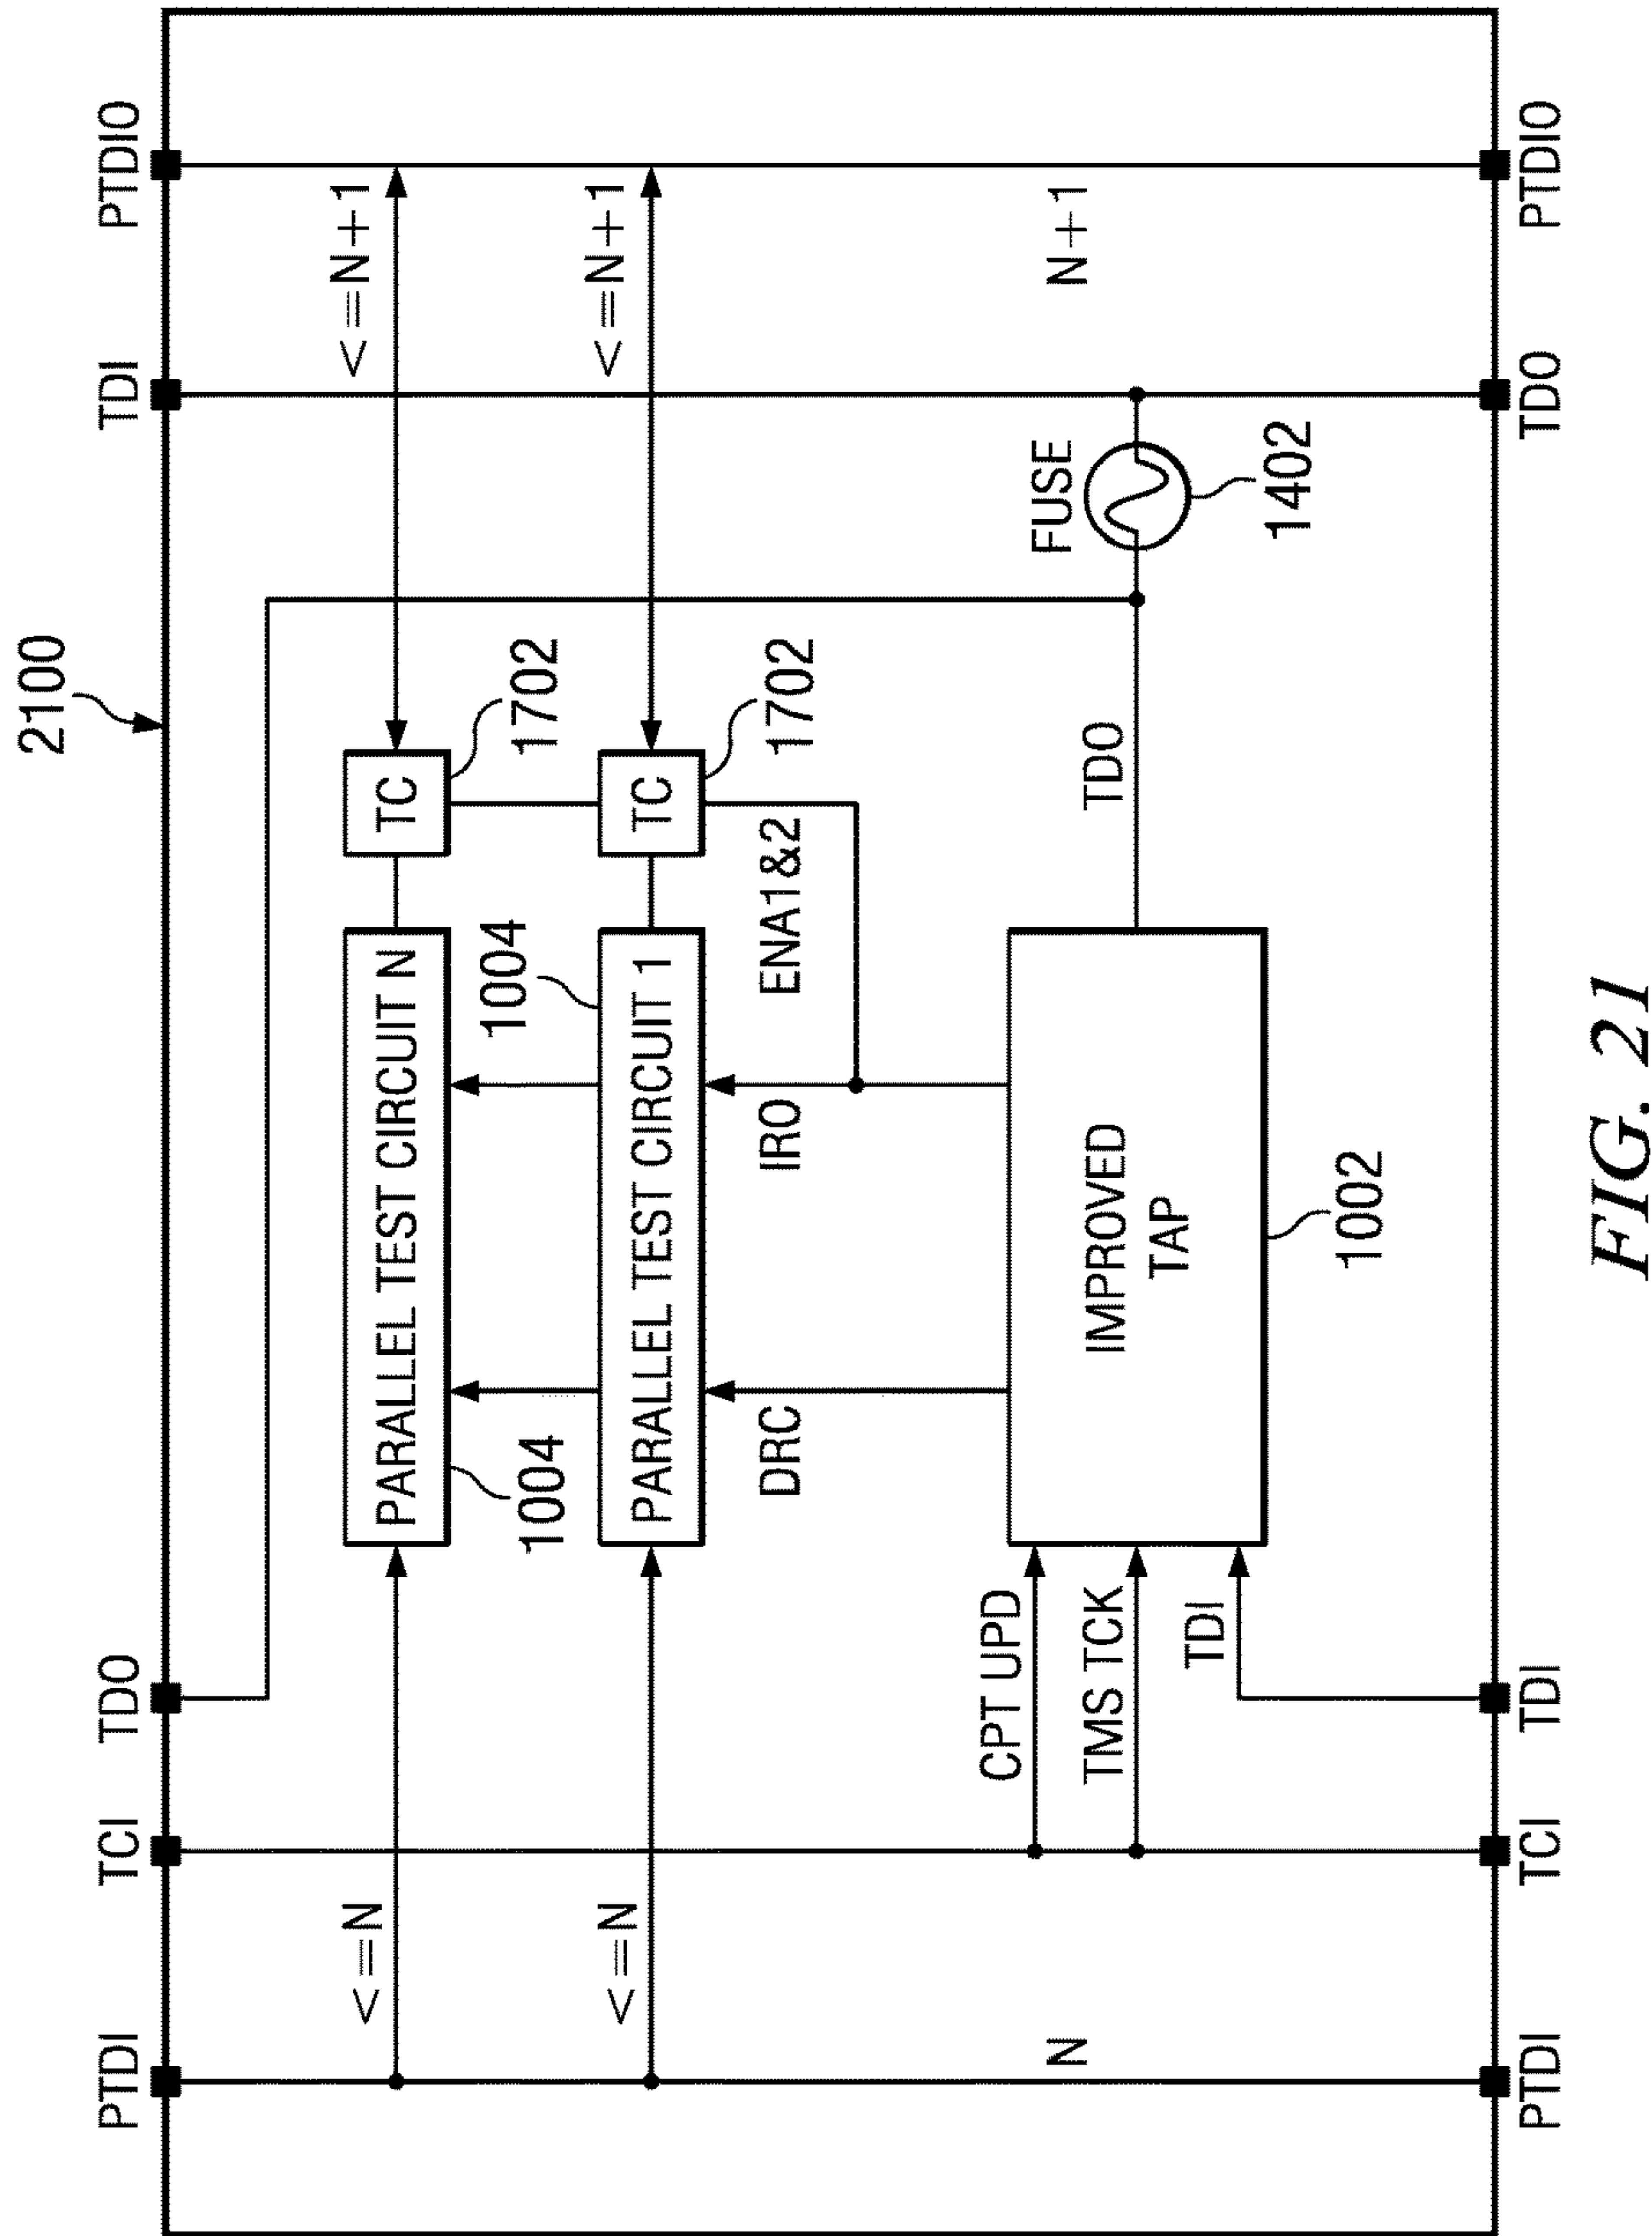 2100
PTDI
TCI
TDO
TDI
PTDIO
<=N
PARALLEL TEST CIRCUIT N
TC
<=N+1
1004
1004
1702
<=N
PARALLEL TEST CIRCUIT 1
TC
<=N+1
1702
DRC
IRO
ENA1&2
CPT UPD
TMS TCK
TDI
IMPROVED
TAP
TDO
FUSE
N
N+1
1002
1402
PTDI
TCI
TDI
TDO
PTDIO
FIG. 21